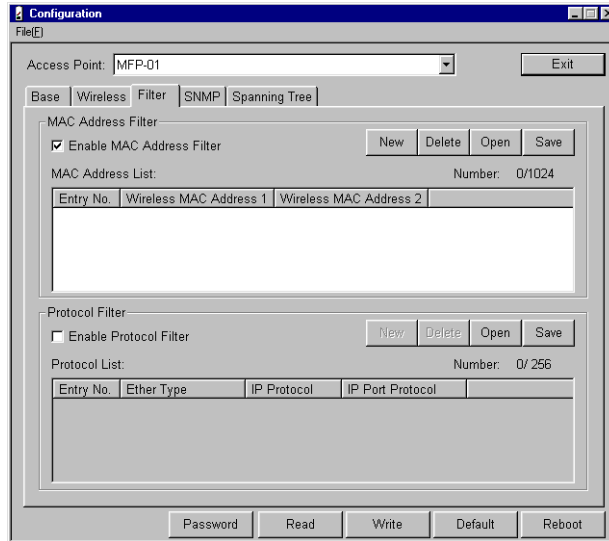 Configuration
File(F)
Access Point: MFP-01 Exit
Base Wireless Filter SNMP Spanning Tree
MAC Address Filter
Enable MAC Address Filter New Delete Open Save
MAC Address List: Number: 0/1024
Entry No. Wireless MAC Address 1 Wireless MAC Address 2
Protocol Filter
Enable Protocol Filter New Delete Open Save
Protocol List: Number: 0/ 256
Entry No. Ether Type IP Protocol IP Port Protocol
Password Read Write Default Reboot